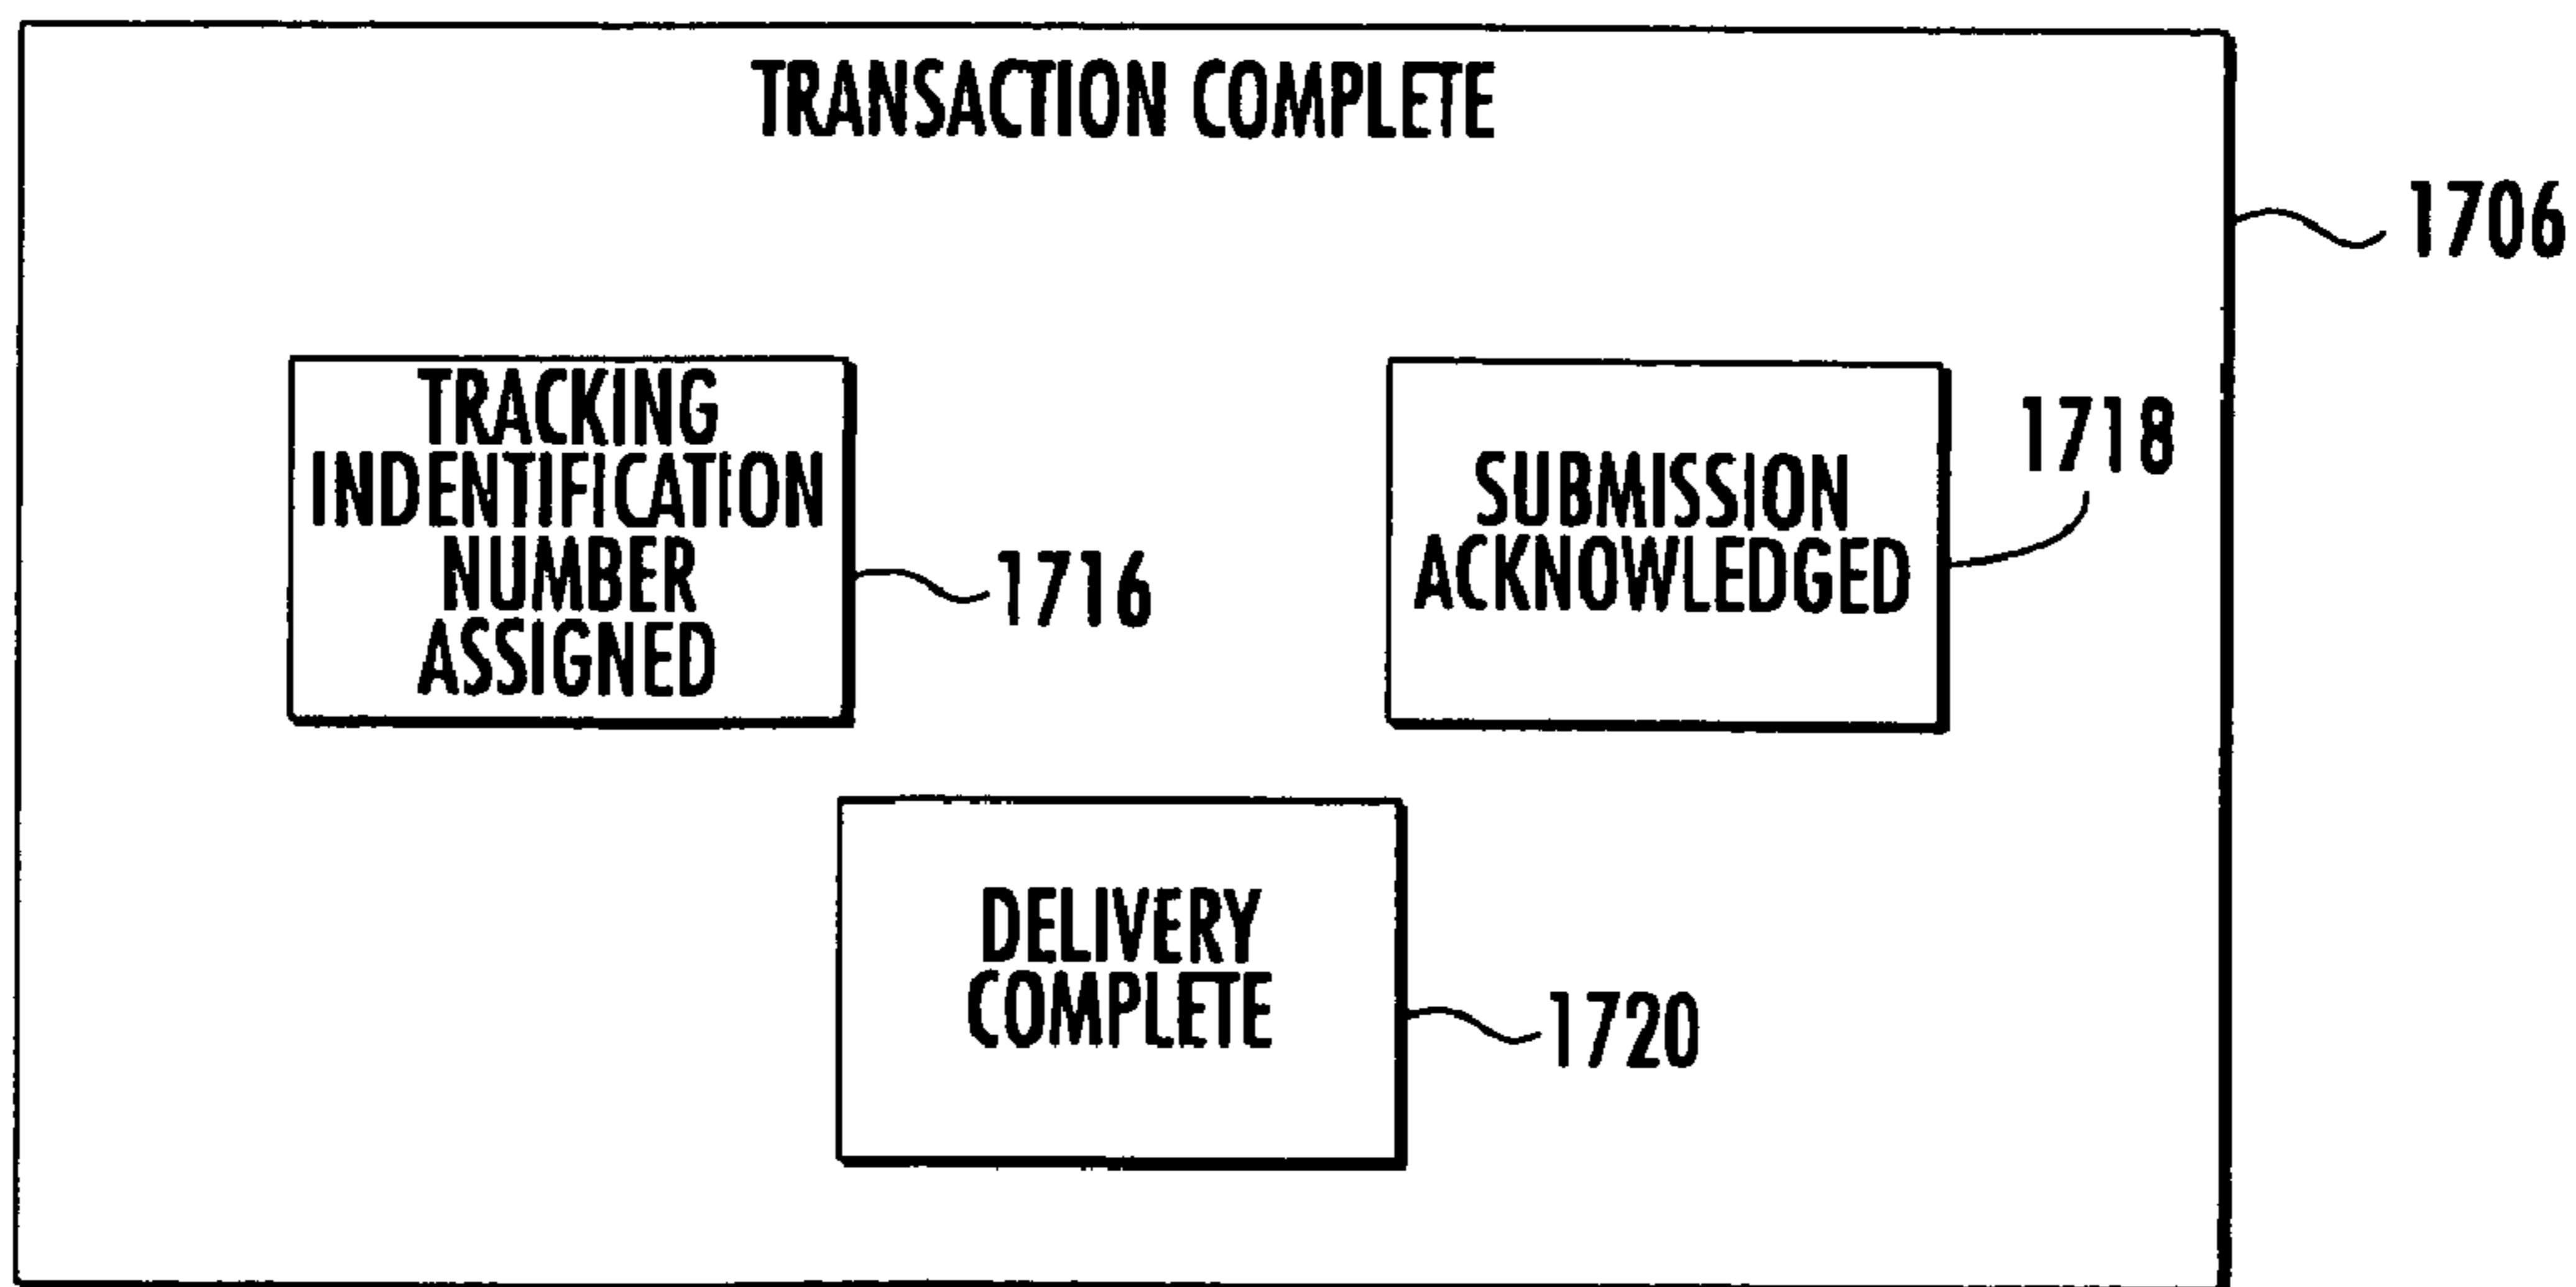 TRANSACTION COMPLETE
1706
TRACKING
INDENTIFICATION
NUMBER
ASSIGNED
1716
SUBMISSION
ACKNOWLEDGED
1718
DELIVERY
COMPLETE
1720